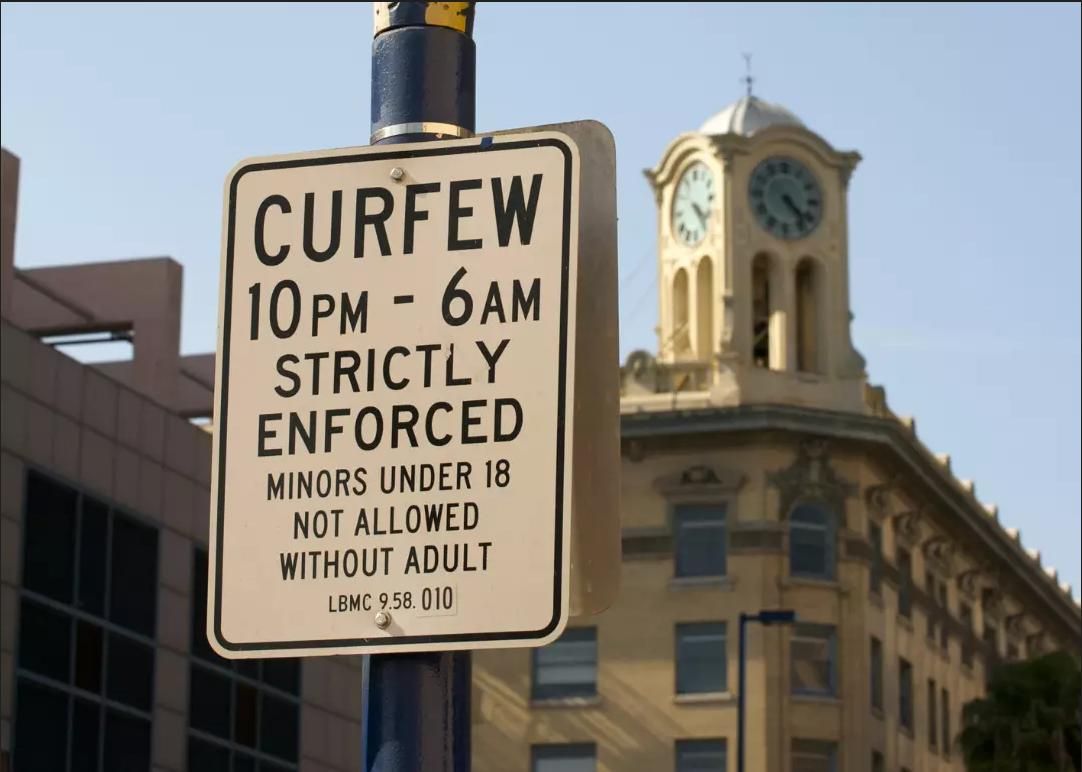 CURFEW
10PM - 6AM
STRICTLY
ENFORCED
MINORS UNDER 18
NOT ALLOWED
WITHOUT ADULT
LBMC 9.58.010